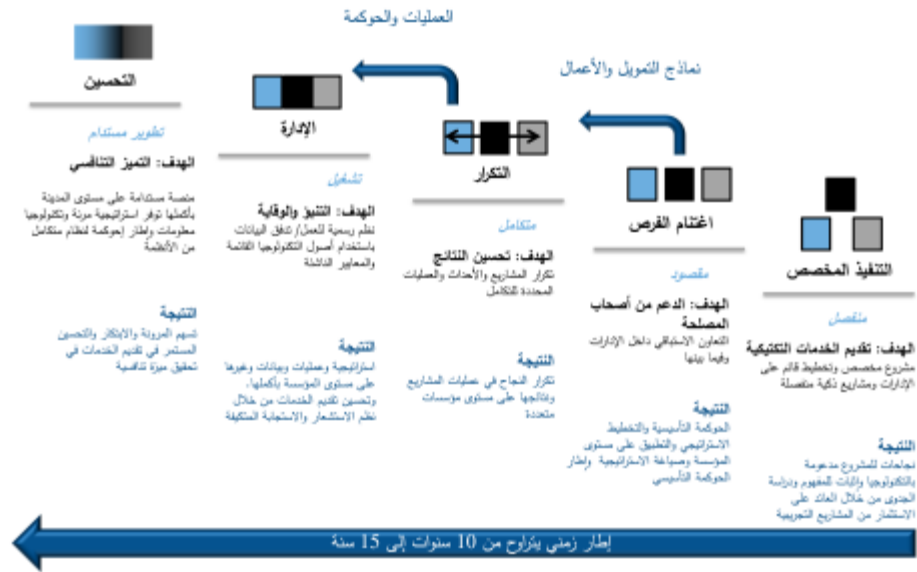 العمليات والحوكمة
نماذج التمويل والأعمال
التنفيذ المخصص
منفصل
الهدف: تقديم الخدمات التكتيكية
مشروع مخصص وتخطيط قائم على
الإدارات ومشاريع ذكية منفصلة
النتيجة
نجاحات للمشروع مدعومة
بالتكنولوجيا وإثبات للمفهوم ودراسة
الجدوى من خلال العائد على
الاستثمار من المشاريع التجريبية
اغتنام الفرص
مقصود
الهدف: الدعم من أصحاب
المصلحة
التعاون الاستباقي داخل الإدارات
وفيما بينها
النتيجة
الحوكمة التأسيسية والتخطيط
الاستراتيجي والتطبيق على مستوى
المؤسسة وصياغة الاستراتيجية وإطار
الحوكمة التأسيسي
التكرار
متكامل
الهدف: تحسين النتائج
تكرار المشاريع والأحداث والعمليات
المحددة للتكامل
النتيجة
تكرار النجاح في عمليات المشاريع
ونتائجها على مستوى مؤسسات
متعددة
الإدارة
تشغيل
الهدف: التنبؤ والوقاية
نظم رسمية للعمل/ تدفق البيانات
باستخدام أصول التكنولوجيا القائمة
والمعايير الناشئة
النتيجة
استراتيجية وعمليات وبيانات وغيرها
على مستوى المؤسسة بأكملها،
وتحسين تقديم الخدمات من خلال
نظم الاستشعار والاستجابة المتكيفة
التحسين
تطوير مستدام
الهدف: التميز التنافسي
منصة مستدامة على مستوى المدينة
بأكملها توفر استراتيجية مرنة وتكنولوجيا
معلومات وإطار إحوكمة لنظام متكامل
من الأنظمة
النتيجة
تسهم المرونة والابتكار والتحسين
المستمر في تقديم الخدمات في
تحقيق ميزة تنافسية
إطار زمني يتراوح من 10 سنوات إلى 15 سنة